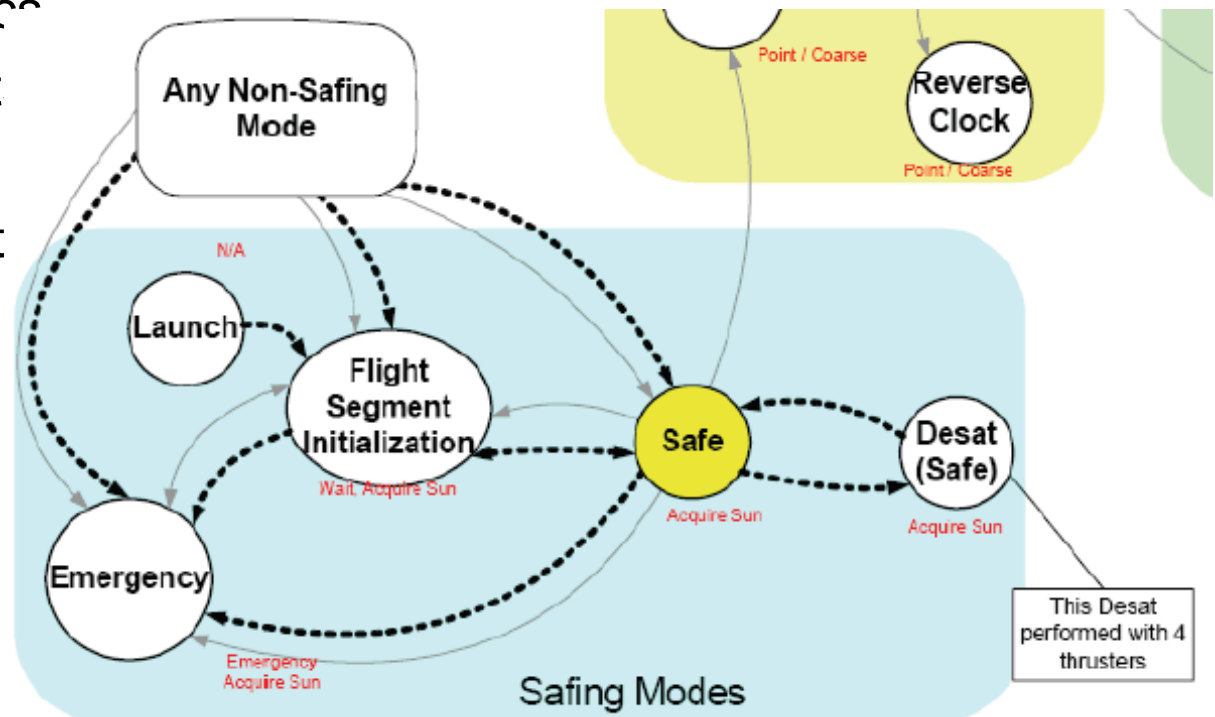 Any Non-Safing
Mode
Point / Coarse
Reverse
Clock
Point / Coarse
N/A
Launch
Flight
Segment
Initialization
Wait, Acquire Sun
Safe
Acquire Sun
Desat
(Safe)
Acquire Sun
Emergency
Emergency
Acquire Sun
This Desat
performed with 4
thrusters
Safing Modes